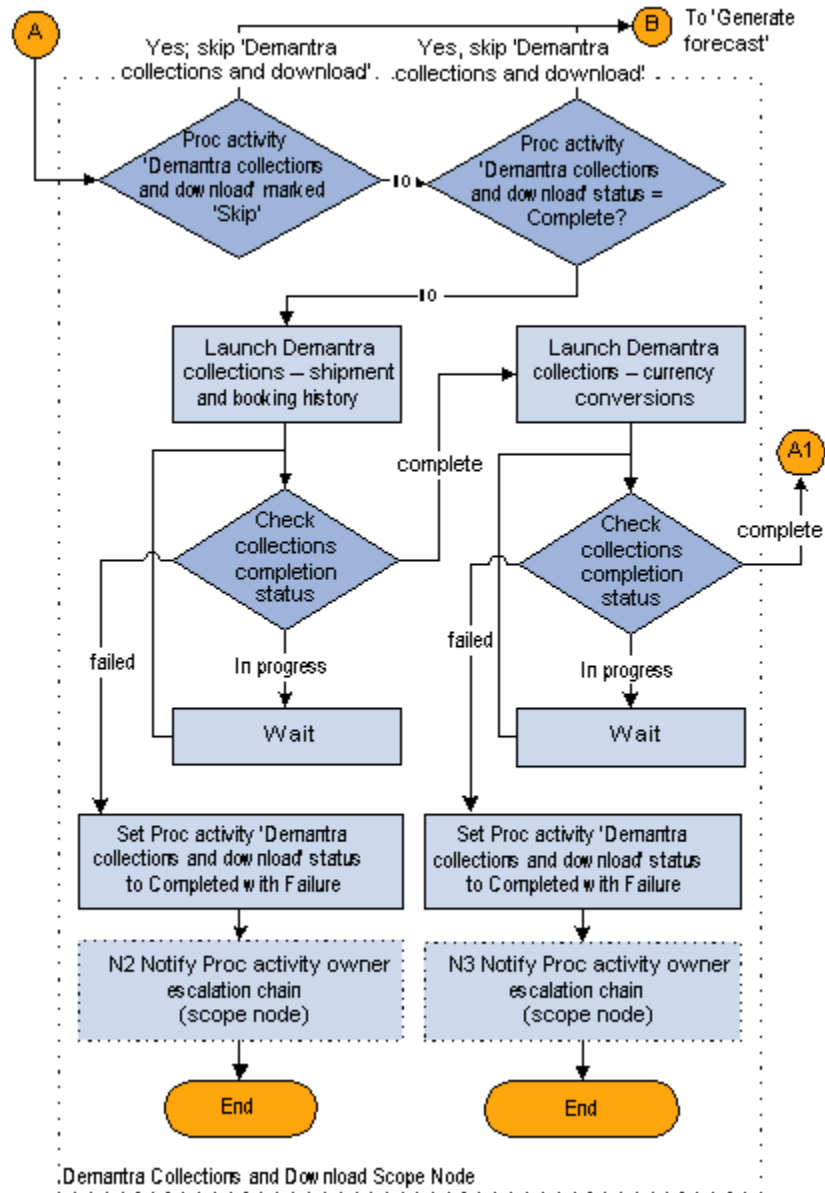 A
B
To 'Generate
forecast'
Yes; skip 'Demantra
collections and download'
Yes, skip 'Demantra
collections and download'
Proc activity
'Demantra collections
and download' marked
'Skip'
no
Proc activity
'Demantra collections
and download' status =
Complete?
no
Launch Demantra
collections – shipment
and booking history
Launch Demantra
collections – currency
conversions
A1
complete
complete
Check
collections
completion
status
Check
collections
completion
status
failed
In progress
failed
In progress
Wait
Wait
Set Proc activity 'Demantra
collections and download' status
to Completed with Failure
Set Proc activity 'Demantra
collections and download' status
to Completed with Failure
N2 Notify Proc activity owner
escalation chain
(scope node)
N3 Notify Proc activity owner
escalation chain
(scope node)
End
End
Demantra Collections and Download Scope Node